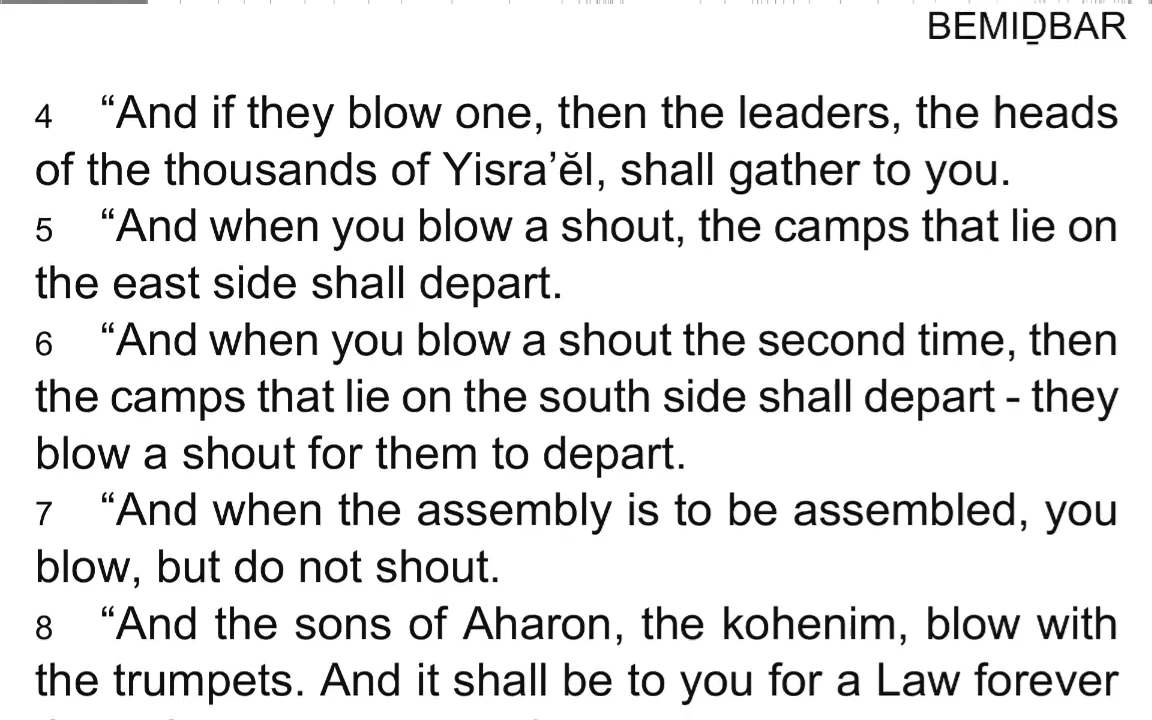 BEMIḎBAR
4 “And if they blow one, then the leaders, the heads
of the thousands of Yisra’ĕl, shall gather to you.
5 “And when you blow a shout, the camps that lie on
the east side shall depart.
6 “And when you blow a shout the second time, then
the camps that lie on the south side shall depart - they
blow a shout for them to depart.
7 “And when the assembly is to be assembled, you
blow, but do not shout.
8 “And the sons of Aharon, the kohenim, blow with
the trumpets. And it shall be to you for a Law forever